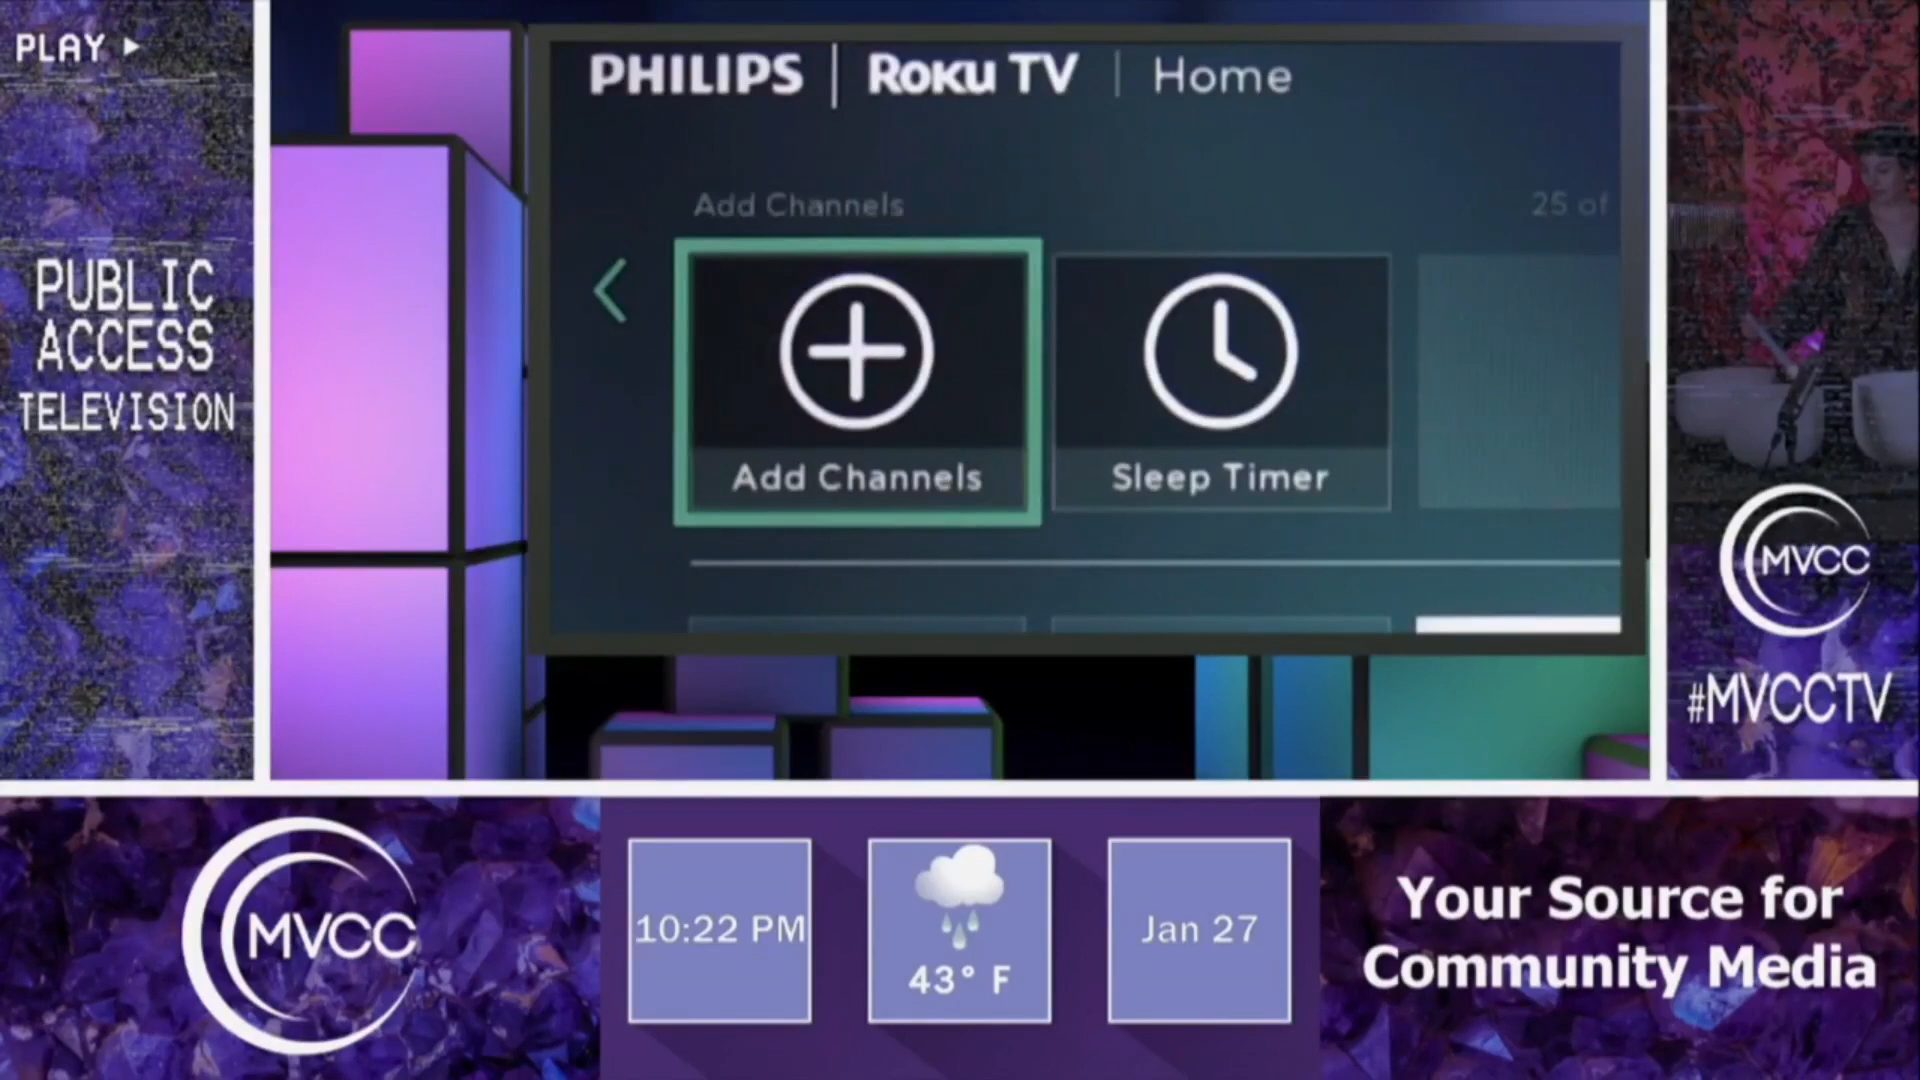 PLAY
PUBLIC
ACCESS
TELEVISION
PHILIPS | ROKU TV | Home
Add Channels
25 of
Add Channels
Sleep Timer
MVCC
#MVCCTV
MVCC
10:22 PM
43° F
Jan 27
Your Source for
Community Media